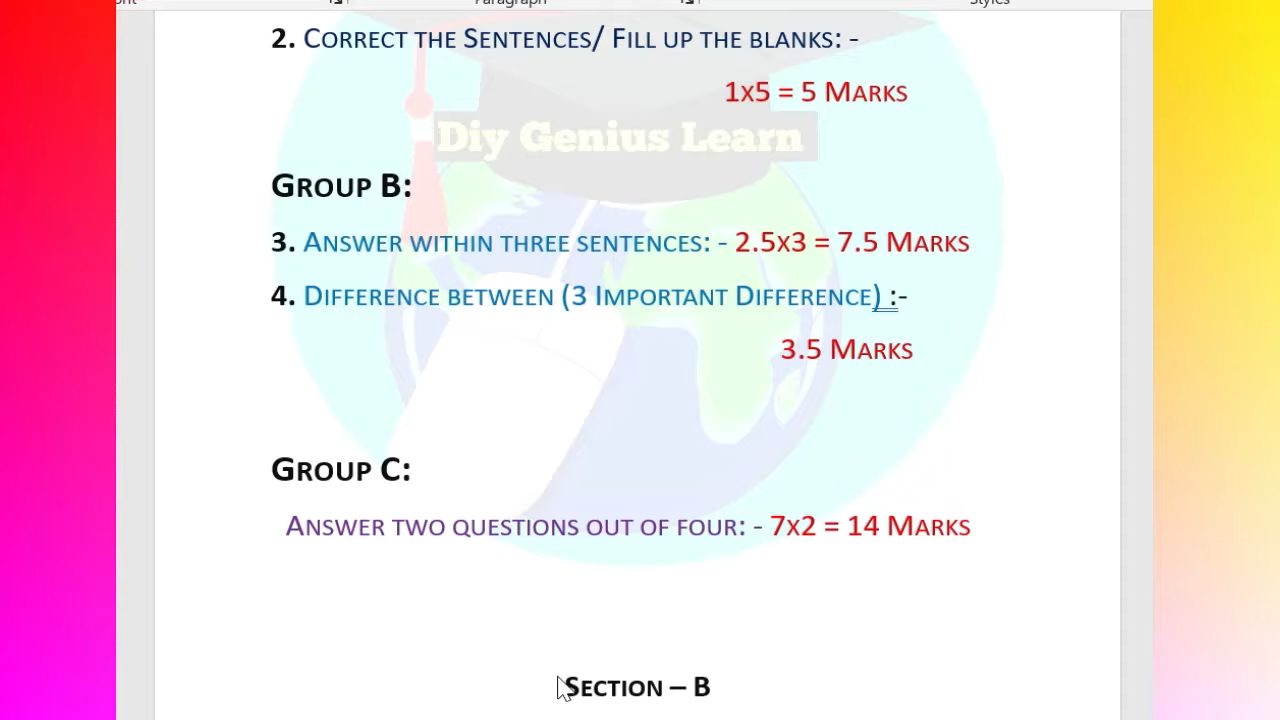 Paragraph
Styles
2. Correct the Sentences/ Fill up the blanks: -
1x5 = 5 Marks
Diy Genius Learn
Group B:
3. Answer within three sentences: - 2.5x3 = 7.5 Marks
4. Difference between (3 Important Difference) :-
3.5 Marks
Group C:
Answer two questions out of four: - 7x2 = 14 Marks
Section – B